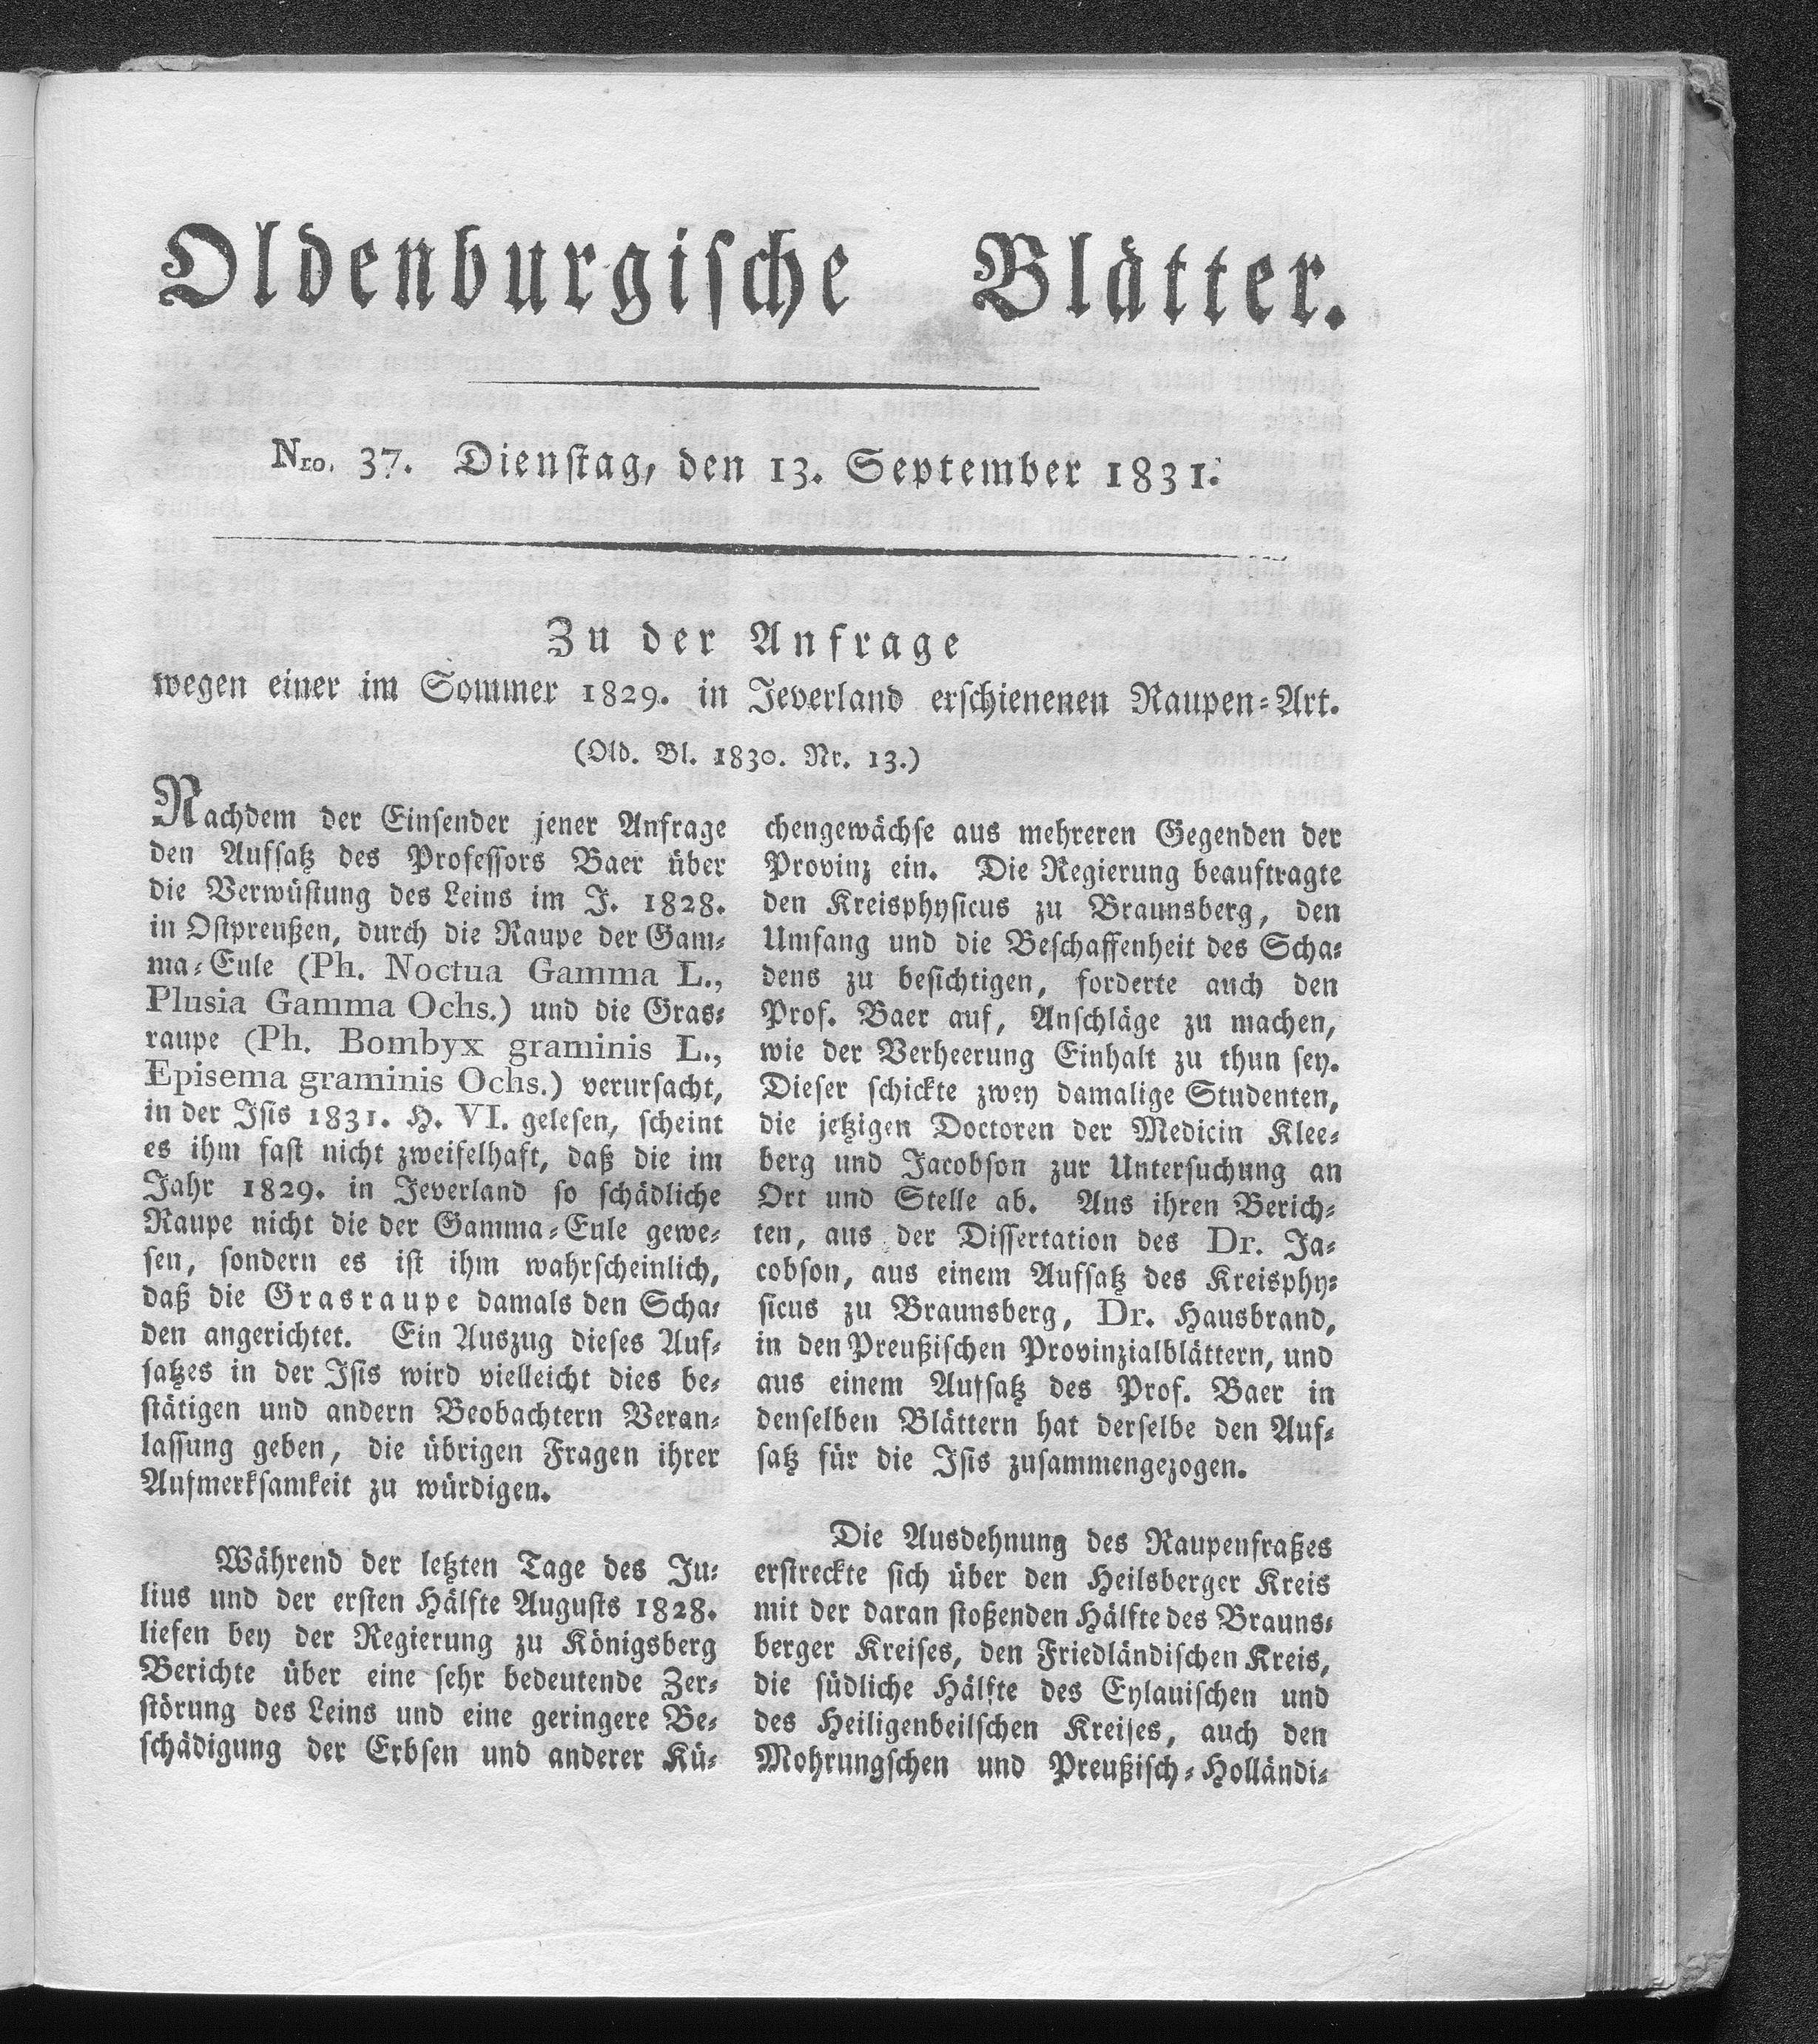 Oldenburgische Blätter.
Nro. 37. Dienstag, den 13. September 1831.
Zu der Anfrage
wegen einer im Sommer 1829. in Jeverland erschienenen Raupen-Art.
(Old. Bl. 1830. Nr. 13.)
Nachdem der Einsender jener Anfrage
den Aufsatz des Professors Baer über
die Verwüstung des Leins im J. 1828.
in Ostpreußen, durch die Raupe der Gam-
ma-Eule (Ph. Noctua Gamma L.,
Plusia Gamma Ochs.) und die Gras-
raupe (Ph. Bombyx graminis L.,
Episema graminis Ochs.) verursacht,
in der Isis 1831. H. VI. gelesen, scheint
es ihm fast nicht zweifelhaft, daß die im
Jahr 1829. in Jeverland so schädliche
Raupe nicht die der Gamma-Eule gewe-
sen, sondern es ist ihm wahrscheinlich,
daß die Grasraupe damals den Scha-
den angerichtet. Ein Auszug dieses Auf-
satzes in der Isis wird vielleicht dies be-
stätigen und andern Beobachtern Veran-
lassung geben, die übrigen Fragen ihrer
Aufmerksamkeit zu würdigen.
Während der letzten Tage des Ju-
lius und der ersten Hälfte Augusts 1828.
liefen bey der Regierung zu Königsberg
Berichte über eine sehr bedeutende Zer-
störung des Leins und eine geringere Be-
schädigung der Erbsen und anderer Kü-
chengewächse aus mehreren Gegenden der
Provinz ein. Die Regierung beauftragte
den Kreisphysicus zu Braunsberg, den
Umfang und die Beschaffenheit des Scha-
dens zu besichtigen, forderte auch den
Prof. Baer auf, Anschläge zu machen,
wie der Verheerung Einhalt zu thun sey.
Dieser schickte zwey damalige Studenten,
die jetzigen Doctoren der Medicin Klee-
berg und Jacobson zur Untersuchung an
Ort und Stelle ab. Aus ihren Berich-
ten, aus der Dissertation des Dr. Ja-
cobson, aus einem Aufsatz des Kreisphy-
sicus zu Braunsberg, Dr. Hausbrand,
in den Preußischen Provinzialblättern, und
aus einem Aufsatz des Prof. Baer in
denselben Blättern hat derselbe den Auf-
satz für die Isis zusammengezogen.
Die Ausdehnung des Raupenfraßes
erstreckte sich über den Heilsberger Kreis
mit der daran stoßenden Hälfte des Brauns-
berger Kreises, den Friedländischen Kreis,
die südliche Hälfte des Eylauischen und
des Heiligenbeilschen Kreises, auch den
Mohrungschen und Preußisch-Holländi-